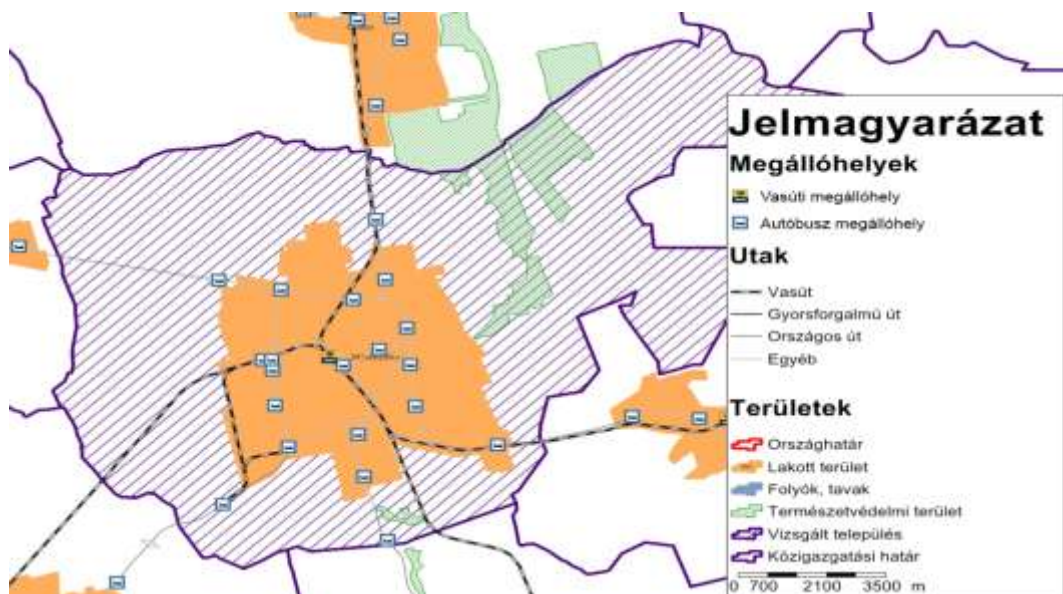 Jelmagyarázat
Megállóhelyek
Vasúti megállóhely
Autóbusz megállóhely
Utak
Vasút
Gyorsforgalmú út
Országos út
Egyéb
Területek
Országhatár
Lakott terület
Folyók, tavak
Természetvédelmi terület
Vizsgált település
Közigazgatási határ
0 700 2100 3500 m